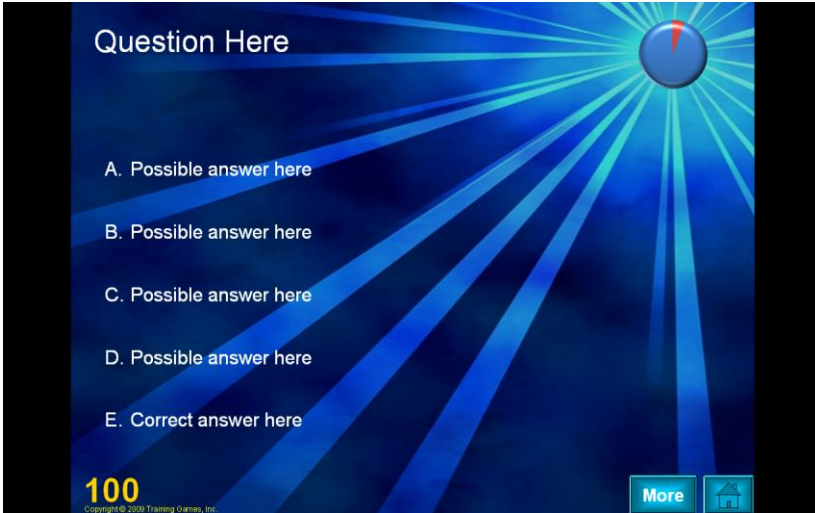 Question Here
A. Possible answer here
B. Possible answer here
C. Possible answer here
D. Possible answer here
E. Correct answer here
100
Copyright © 2009 Training Games, Inc.
More